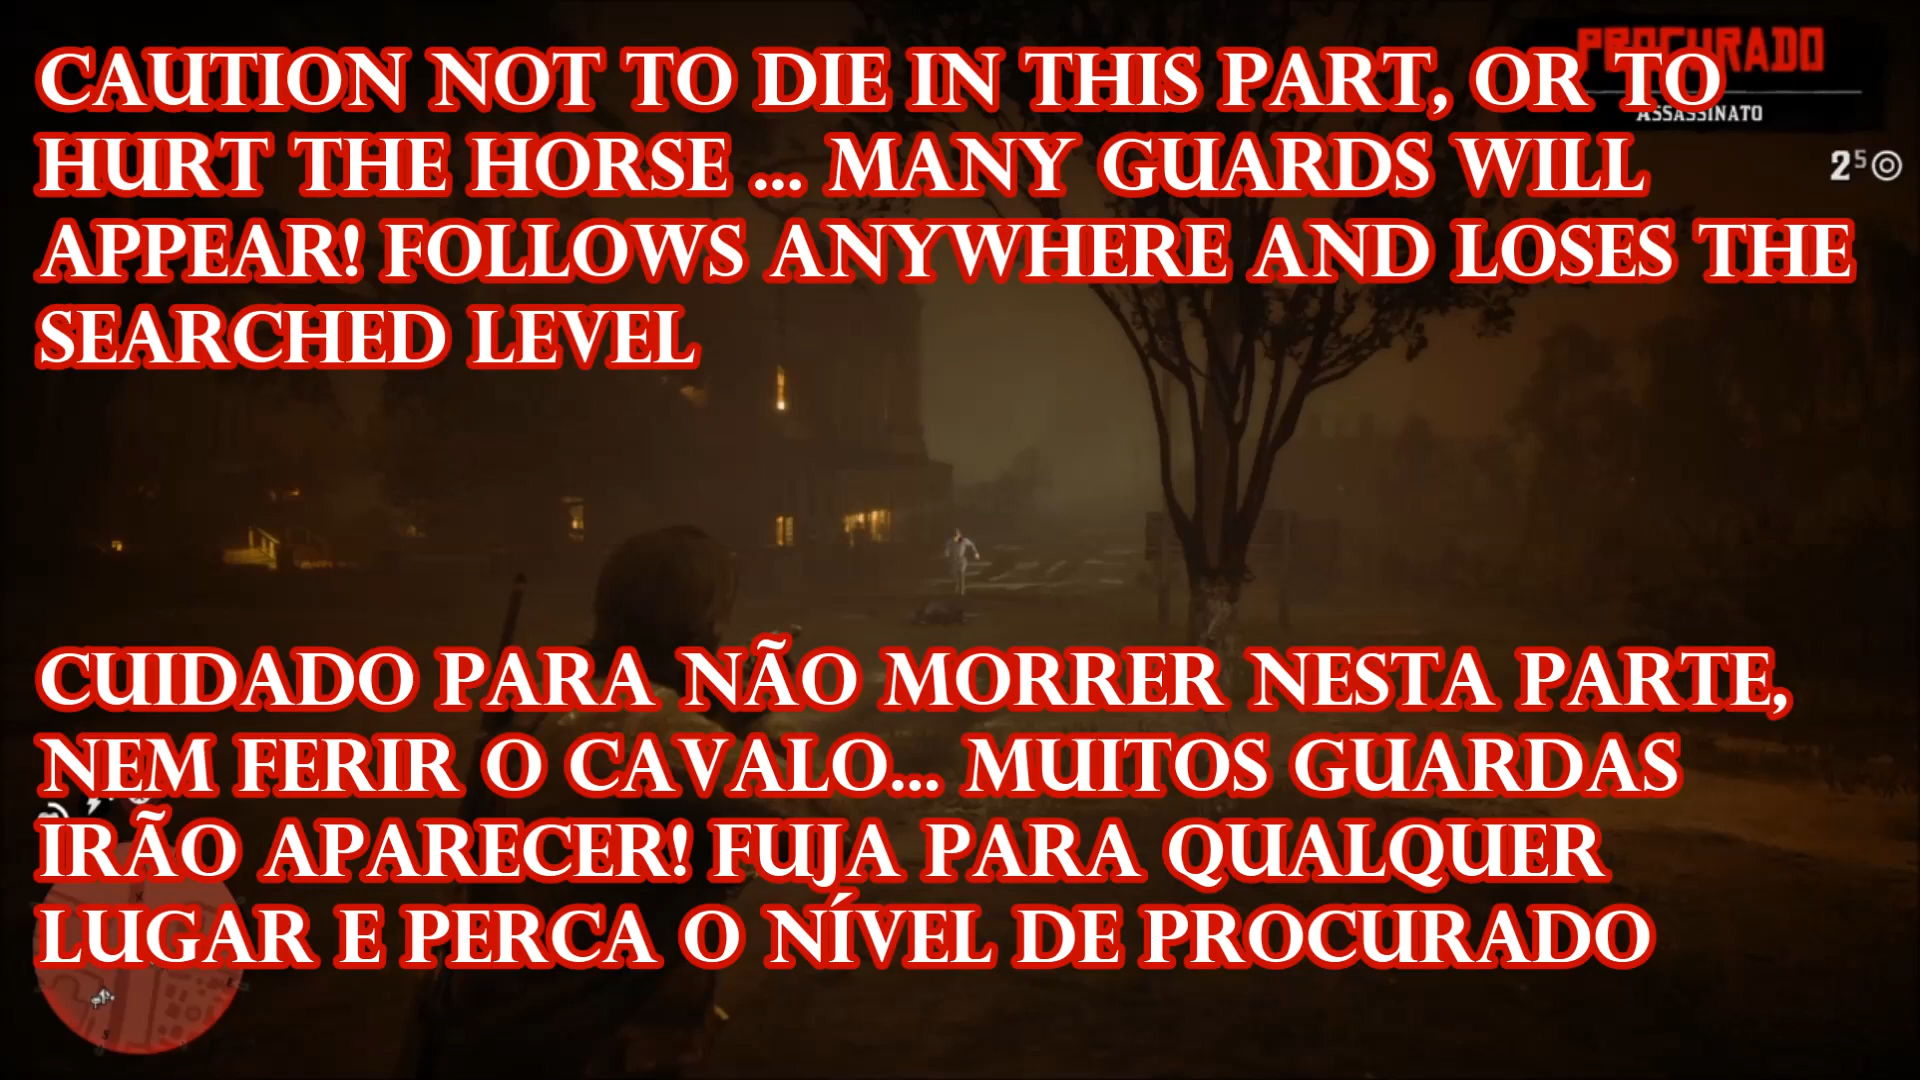 PROCURADO
CAUTION NOT TO DIE IN THIS PART, OR TO
ASSASSINATO
HURT THE HORSE ... MANY GUARDS WILL
2⁵
APPEAR! FOLLOWS ANYWHERE AND LOSES THE
SEARCHED LEVEL
CUIDADO PARA NÃO MORRER NESTA PARTE,
NEM FERIR O CAVALO... MUITOS GUARDAS
IRÃO APARECER! FUJA PARA QUALQUER
LUGAR E PERCA O NÍVEL DE PROCURADO